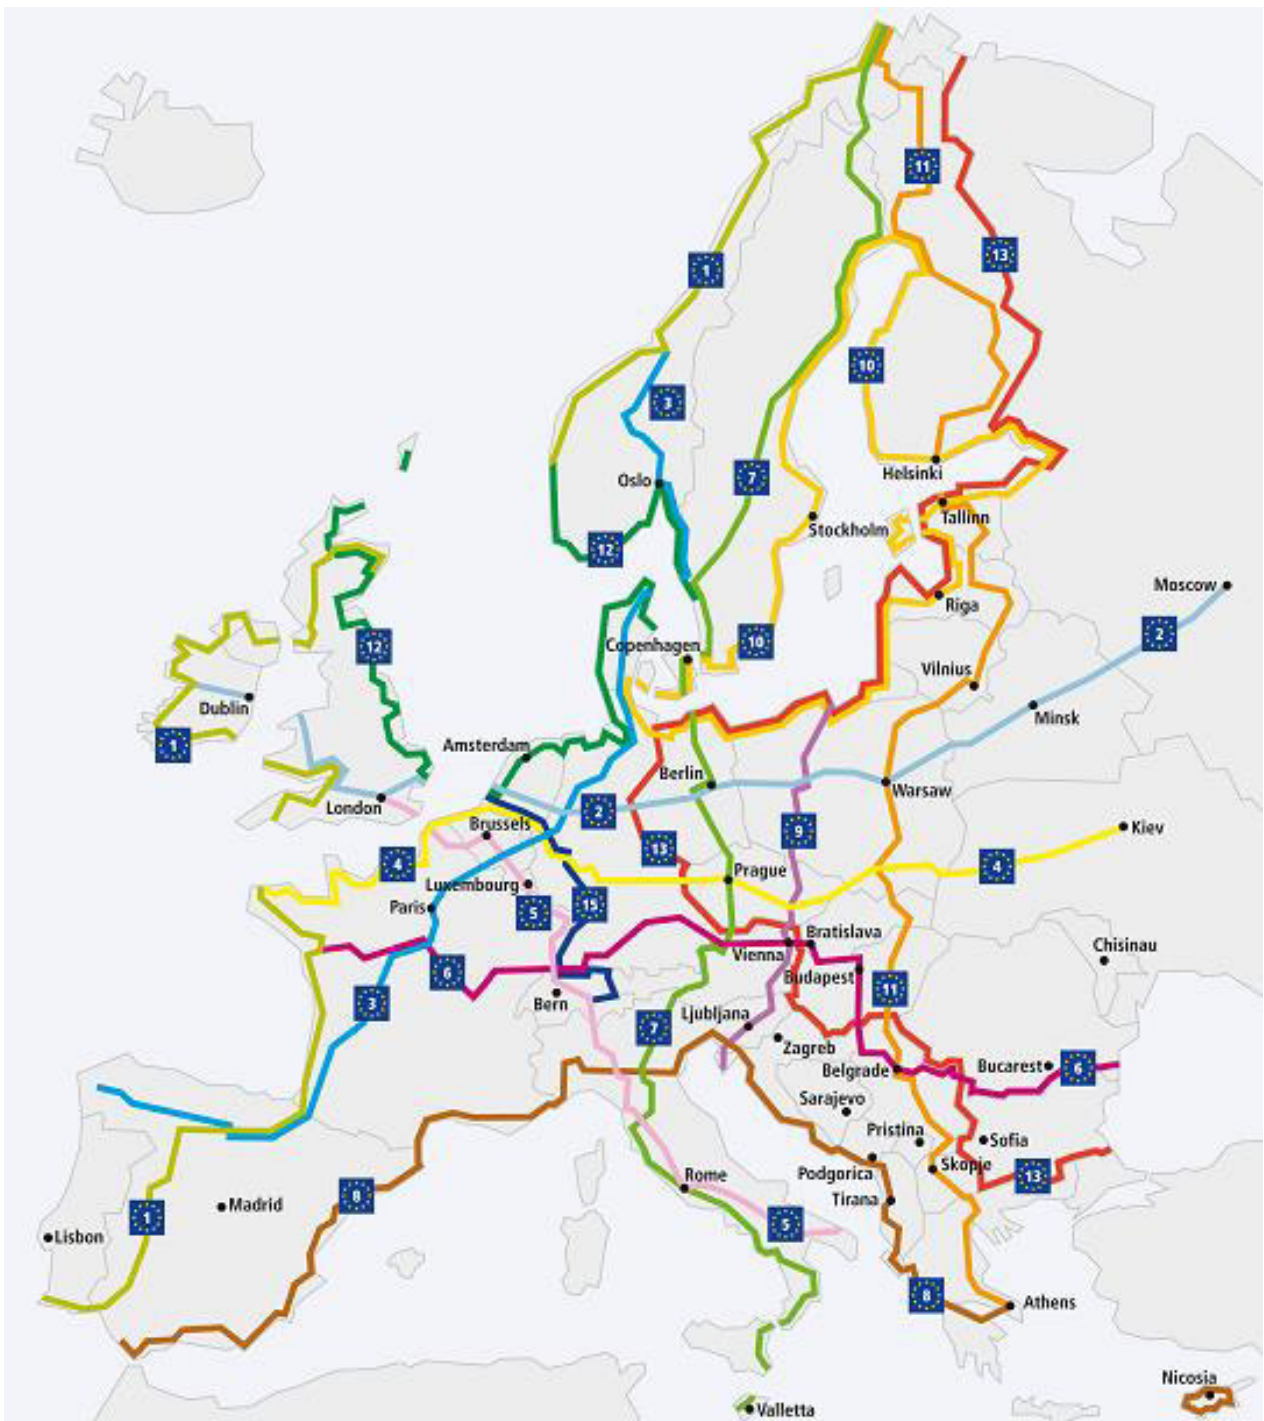 11
13
1
10
3
Helsinki
Oslo
7
Stockholm
Tallinn
12
Moscow
Riga
2
10
12
Copenhagen
Vilnius
Dublin
Minsk
1
Amsterdam
Berlin
Warsaw
London
2
Brussels
9
Kiev
13
4
4
Prague
Luxembourg
Paris
5
15
Bratislava
Vienna
Chisinau
6
Budapest
3
Bern
11
Ljubljana
7
Zagreb
Belgrade
Bucarest
6
Sarajevo
Pristina
Sofia
Podgorica
Skopje
13
Rome
Tirana
8
Madrid
1
5
Lisbon
8
Athens
Nicosia
Valletta